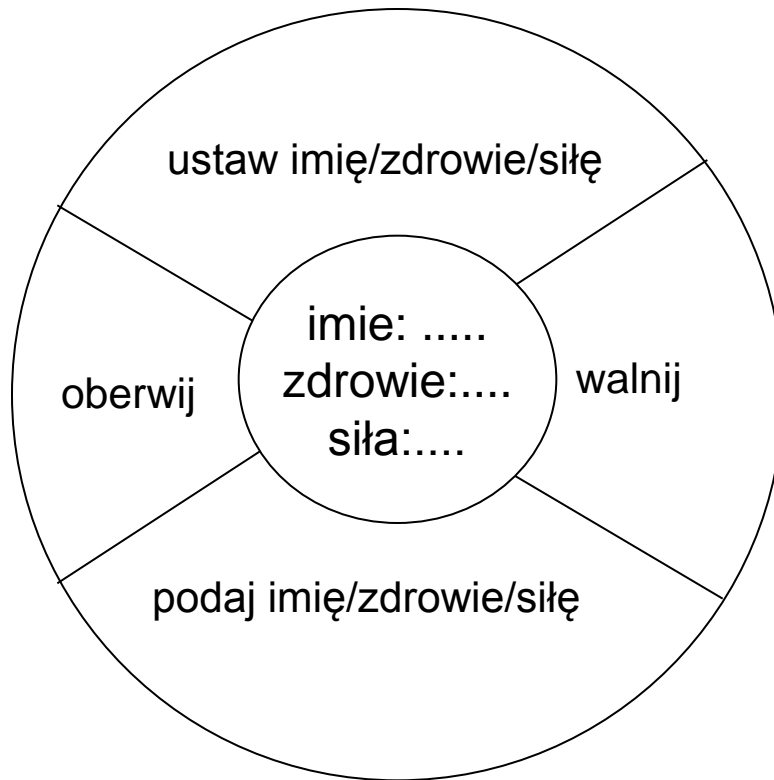 ustaw imię/zdrowie/siłę
imie: .....
zdrowie:....
siła:....
oberwij
walnij
podaj imię/zdrowie/siłę